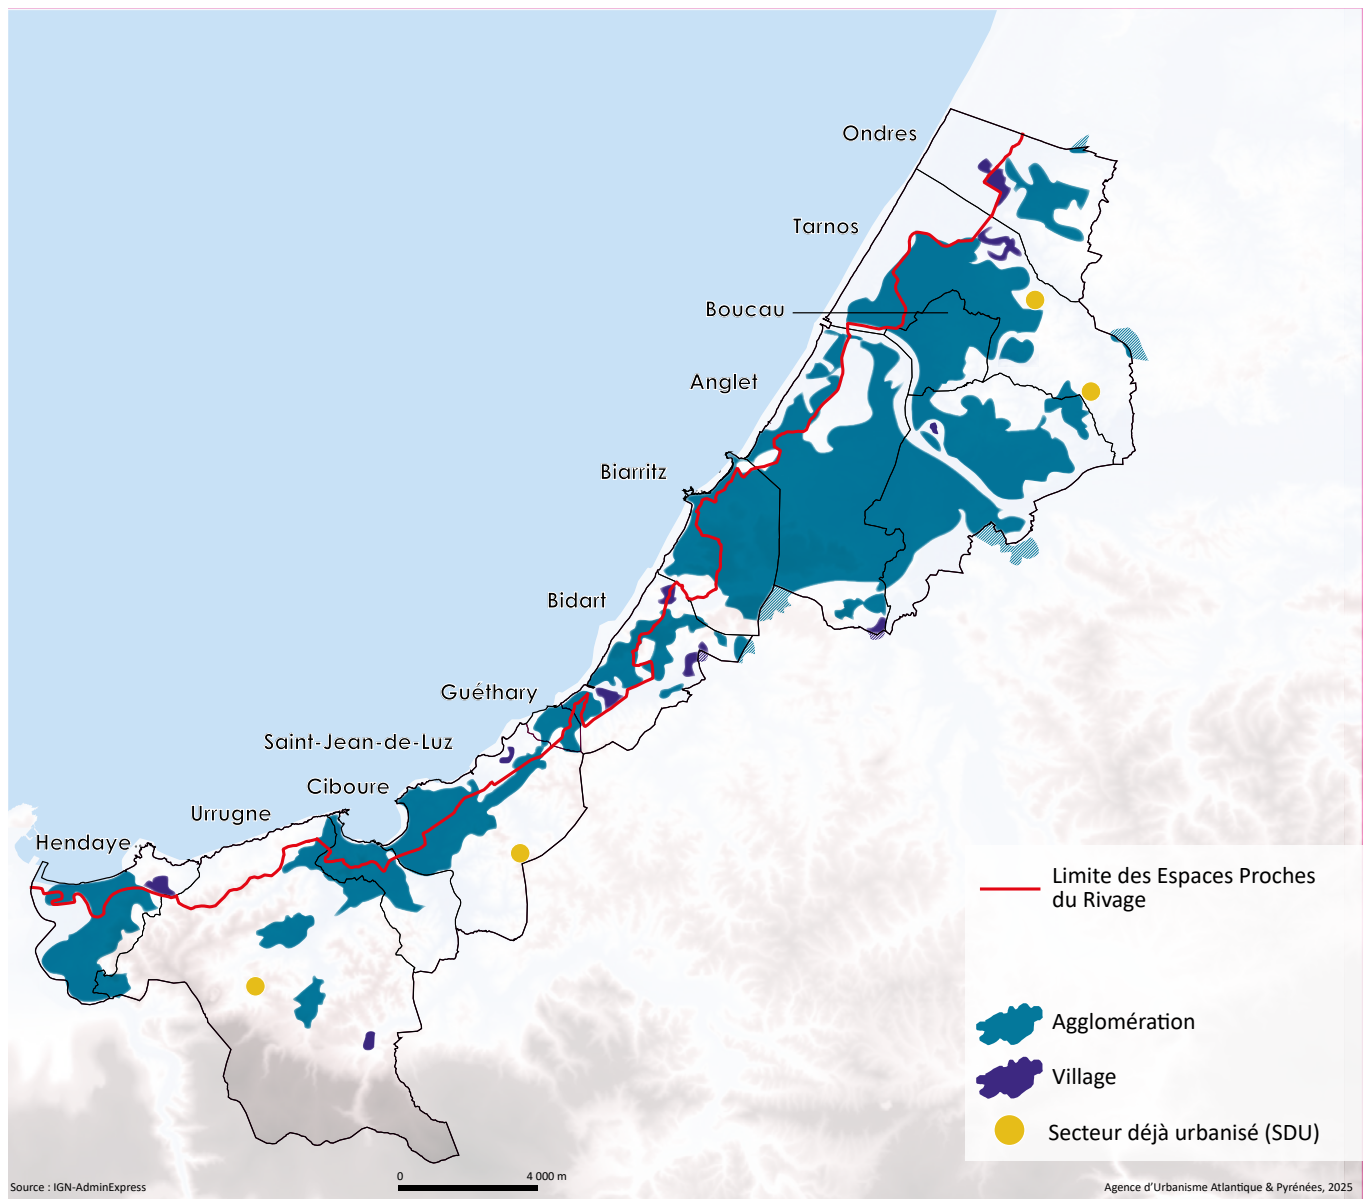 Ondres
Tarnos
Boucau
Anglet
Biarritz
Bidart
Guéthary
Saint-Jean-de-Luz
Ciboure
Urrugne
Hendaye
Limite des Espaces Proches
du Rivage
Agglomération
Village
Secteur déjà urbanisé (SDU)
0 4 000 m
Source : IGN-AdminExpress
Agence d'Urbanisme Atlantique & Pyrénées, 2025